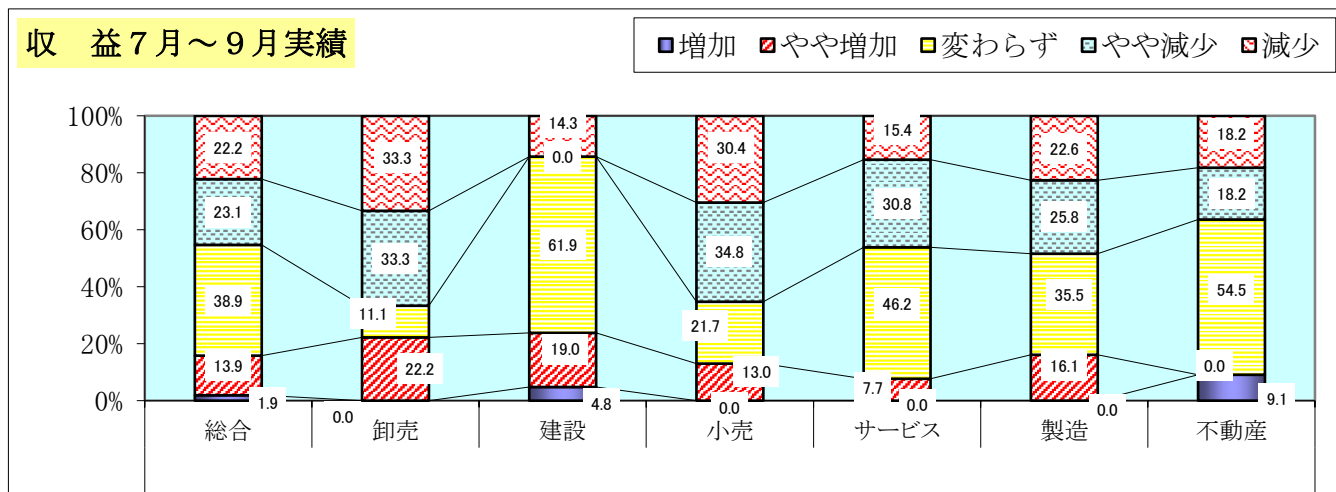 収　益７月～９月実績
増加 やや増加 変わらず やや減少 減少
100%
80%
60%
40%
20%
0%
22.2 33.3 14.3 30.4 15.4 22.6 18.2
23.1 33.3 0.0 34.8 30.8 25.8 18.2
38.9 11.1 61.9 21.7 46.2 35.5 54.5
13.9 22.2 19.0 13.0 7.7 16.1 0.0
1.9 0.0 4.8 0.0 0.0 0.0 9.1
総合 卸売 建設 小売 サービス 製造 不動産